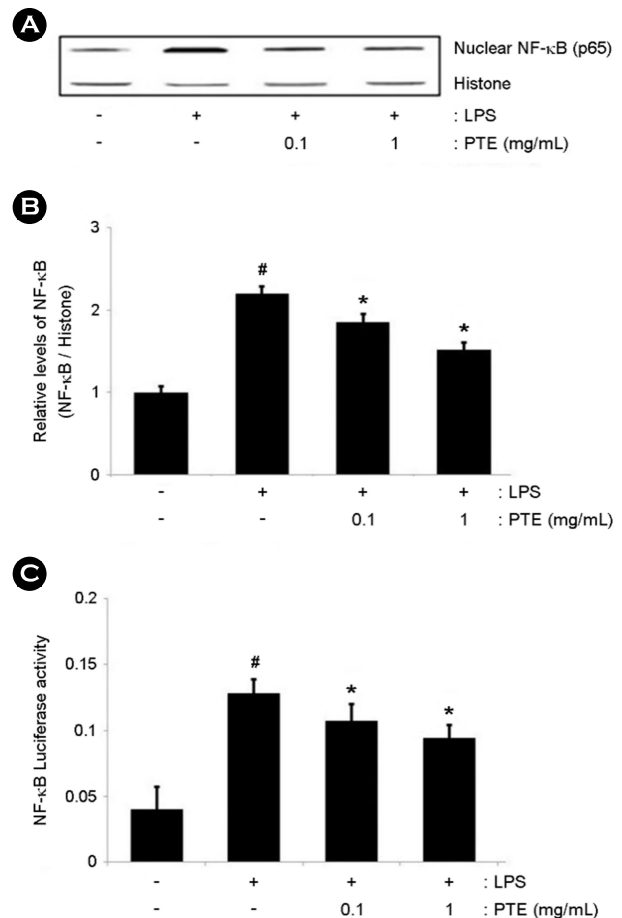 A
Nuclear NF-κB (p65)
Histone
- + + + : LPS
- - 0.1 1 : PTE (mg/mL)
B
Relative levels of NF-κB
(NF-κB / Histone)
3
2
1
0
#
*
*
- + + + : LPS
- - 0.1 1 : PTE (mg/mL)
C
NF-κB Luciferase activity
0.2
0.15
0.1
0.05
0
#
*
*
- + + + : LPS
- - 0.1 1 : PTE (mg/mL)